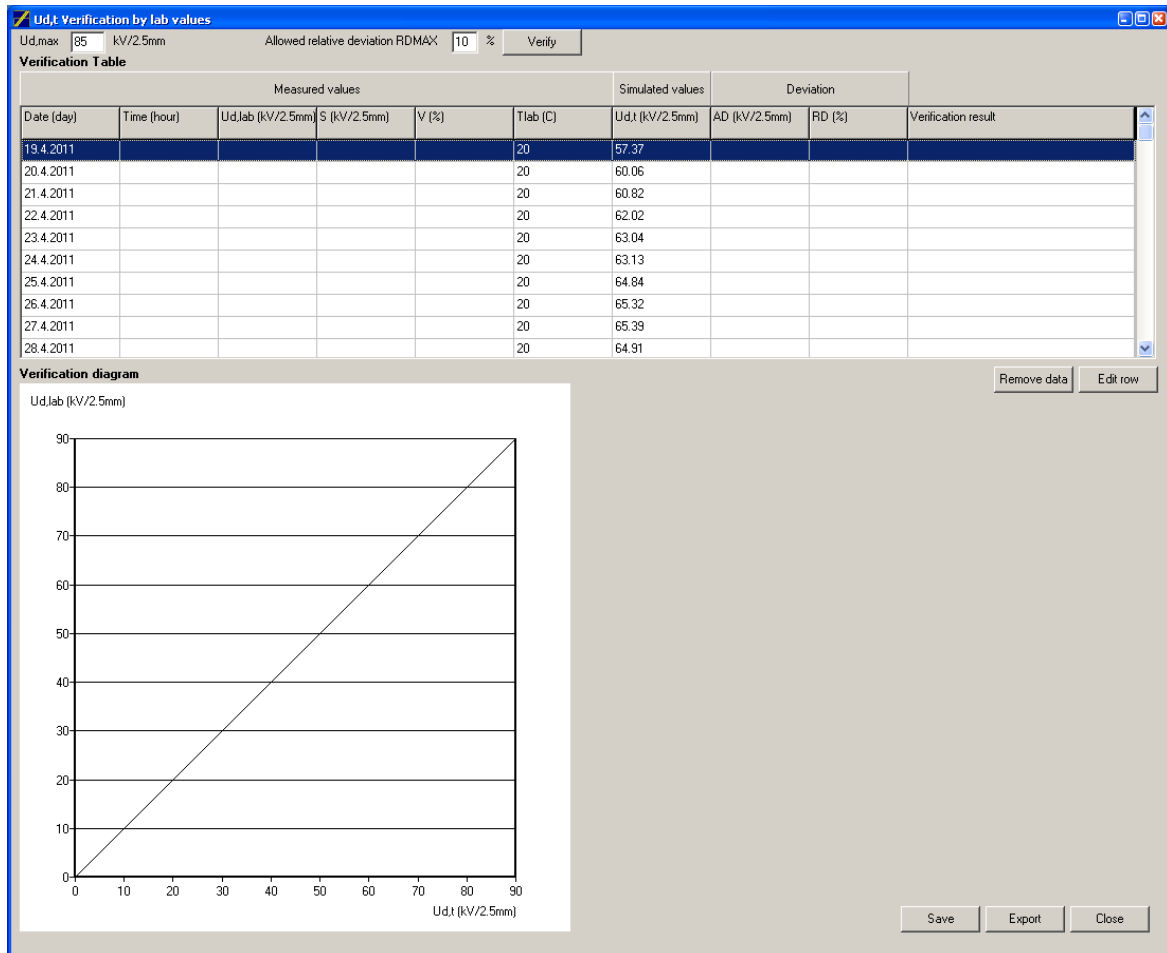 Ud,t Verification by lab values
Ud,max 85 kV/2.5mm Allowed relative deviation RDMAX 10 % Verify
Verification Table
Measured values Simulated values Deviation
Date (day) Time (hour) Ud,lab (kV/2.5mm) S (kV/2.5mm) V (%) Tlab (C) Ud,t (kV/2.5mm) AD (kV/2.5mm) RD (%) Verification result
19.4.2011 20 57.37
20.4.2011 20 60.06
21.4.2011 20 60.82
22.4.2011 20 62.02
23.4.2011 20 63.04
24.4.2011 20 63.13
25.4.2011 20 64.84
26.4.2011 20 65.32
27.4.2011 20 65.39
28.4.2011 20 64.91
Verification diagram
Remove data Edit row
Ud,lab (kV/2.5mm)
90
80
70
60
50
40
30
20
10
0
0 10 20 30 40 50 60 70 80 90
Ud,t (kV/2.5mm)
Save Export Close